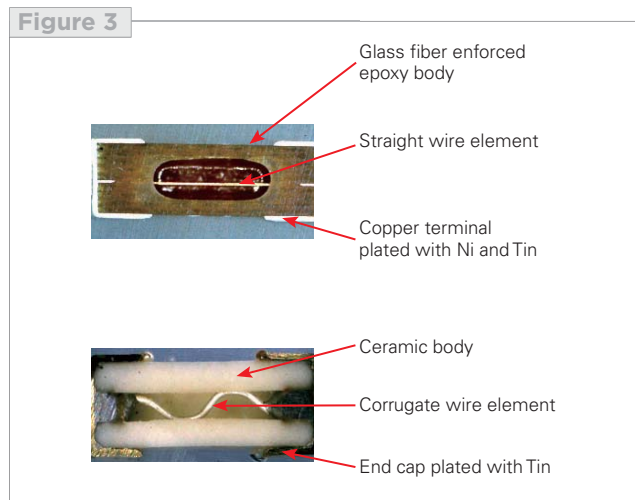 Figure 3
Glass fiber enforced
epoxy body
Straight wire element
Copper terminal
plated with Ni and Tin
Ceramic body
Corrugate wire element
End cap plated with Tin